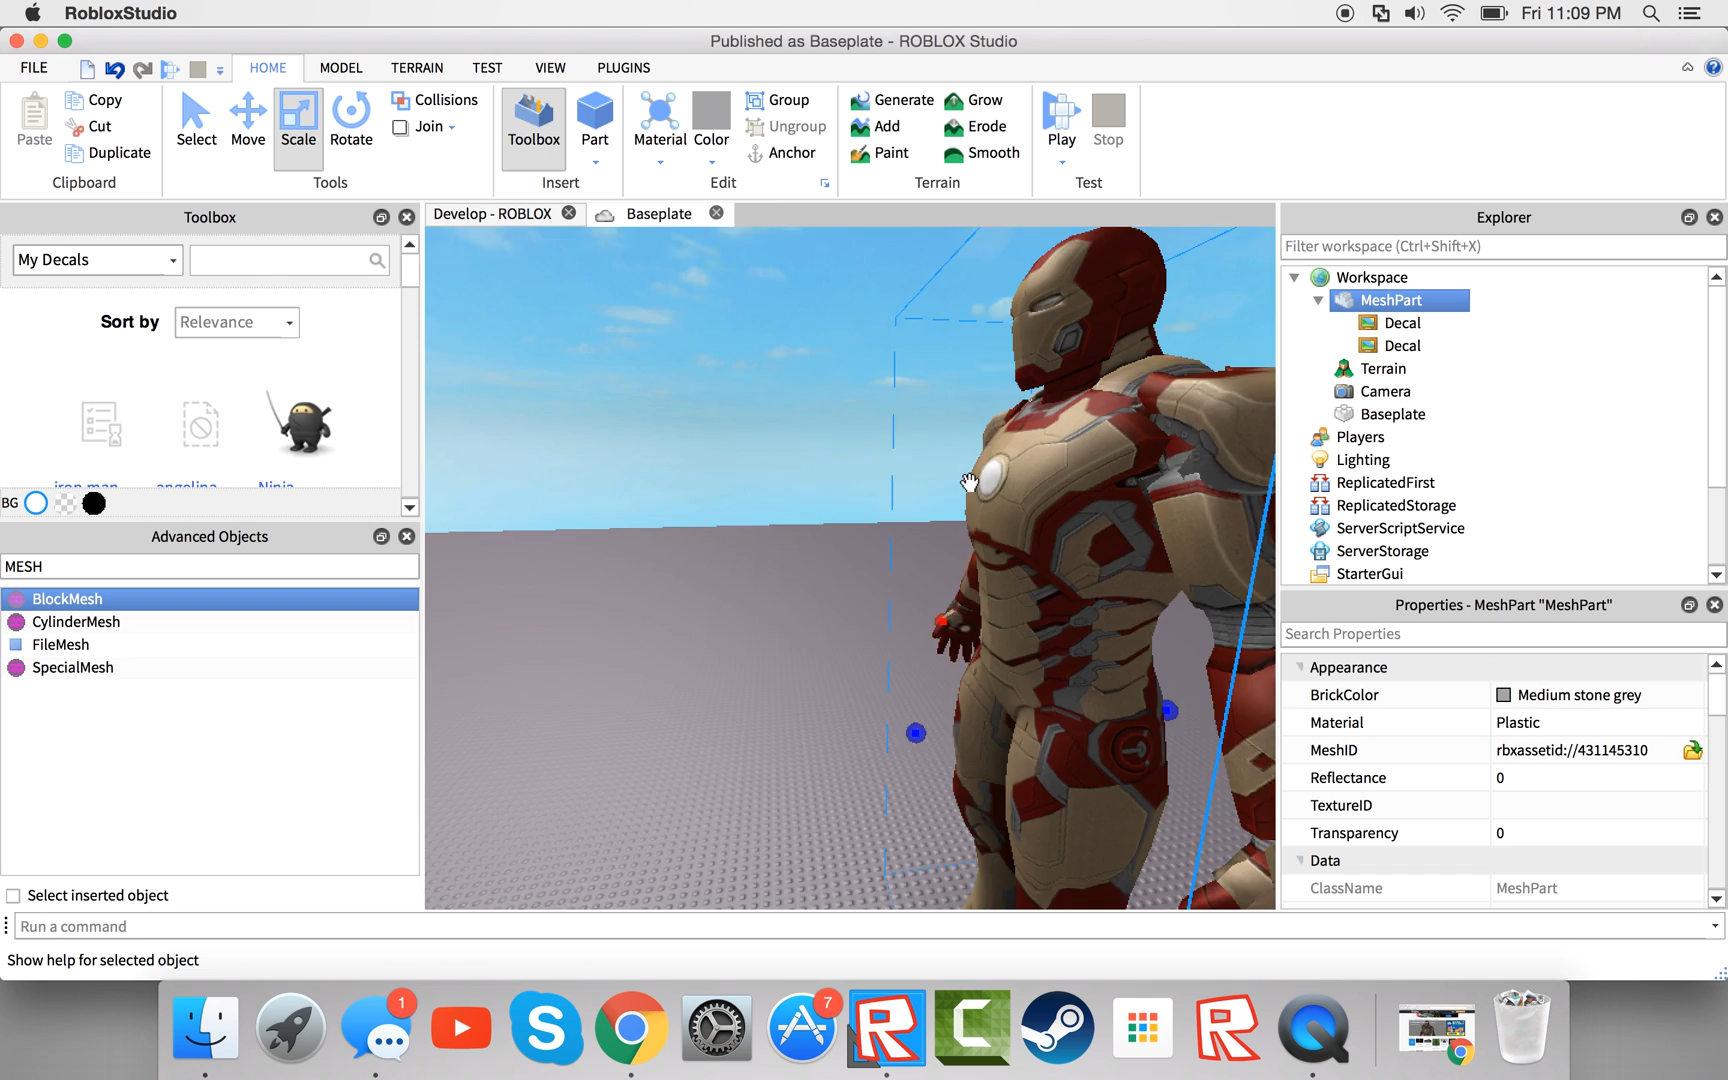 RobloxStudio
Fri 11:09 PM
Published as Baseplate - ROBLOX Studio
FILE
HOME
MODEL
TERRAIN
TEST
VIEW
PLUGINS
Paste
Copy
Cut
Duplicate
Clipboard
Select
Move
Scale
Rotate
Collisions
Join
Tools
Toolbox
Part
Insert
Material
Color
Group
Ungroup
Anchor
Edit
Generate
Add
Paint
Grow
Erode
Smooth
Terrain
Play
Stop
Test
Toolbox
My Decals
Sort by
Relevance
iron man
angelina
Ninja
BG
Advanced Objects
MESH
BlockMesh
CylinderMesh
FileMesh
SpecialMesh
Select inserted object
Develop - ROBLOX
Baseplate
Explorer
Filter workspace (Ctrl+Shift+X)
Workspace
MeshPart
Decal
Decal
Terrain
Camera
Baseplate
Players
Lighting
ReplicatedFirst
ReplicatedStorage
ServerScriptService
ServerStorage
StarterGui
Properties - MeshPart "MeshPart"
Search Properties
Appearance
BrickColor Medium stone grey
Material Plastic
MeshID rbxassetid://431145310
Reflectance 0
TextureID
Transparency 0
Data
ClassName MeshPart
Run a command
Show help for selected object
1
7